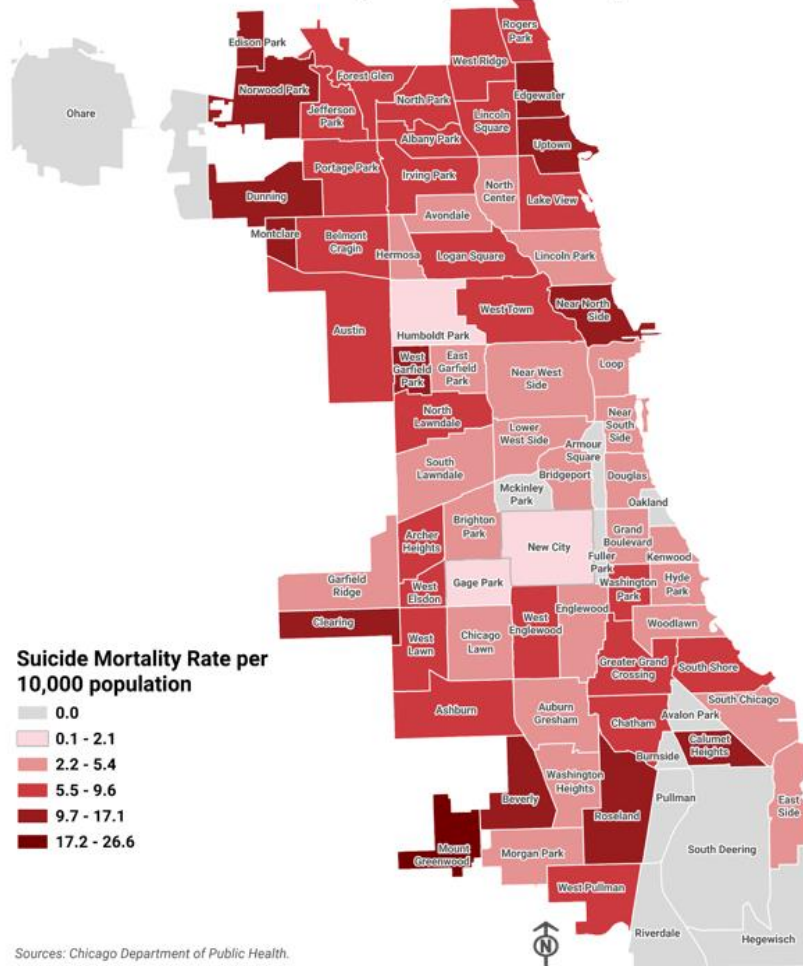 Edison Park
Rogers
Park
West Ridge
Forest Glen
Norwood Park
North Park
Edgewater
Ohare
Jefferson
Park
Lincoln
Square
Albany Park
Uptown
Portage Park
Irving Park
North
Center
Dunning
Lake View
Avondale
Montclare
Belmont
Cragin
Hermosa
Logan Square
Lincoln Park
Near North
Side
West Town
Austin
Humboldt Park
West
Garfield
Park
East
Garfield
Park
Near West
Side
Loop
North
Lawndale
Near
South
Side
Lower
West Side
Armour
Square
South
Lawndale
Bridgeport
Douglas
Mckinley
Park
Oakland
Brighton
Park
Grand
Boulevard
Archer
Heights
New City
Fuller
Park
Kenwood
Garfield
Ridge
West
Elsdon
Gage Park
Washington
Park
Hyde
Park
Clearing
West
Englewood
Englewood
Woodlawn
West
Lawn
Chicago
Lawn
Greater Grand
Crossing
South Shore
Suicide Mortality Rate per
10,000 population
0.0
0.1 - 2.1
2.2 - 5.4
5.5 - 9.6
9.7 - 17.1
17.2 - 26.6
Ashburn
Auburn
Gresham
Chatham
Avalon Park
South Chicago
Burnside
Calumet
Heights
Washington
Heights
Beverly
Roseland
Pullman
East
Side
Mount
Greenwood
Morgan Park
South Deering
West Pullman
Riverdale
Hegewisch
N
Sources: Chicago Department of Public Health.